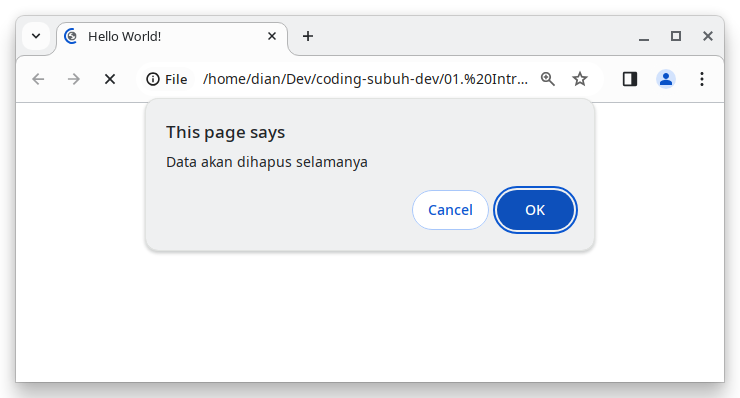 Hello World!
File /home/dian/Dev/coding-subuh-dev/01.%20Intr...
This page says
Data akan dihapus selamanya
Cancel OK